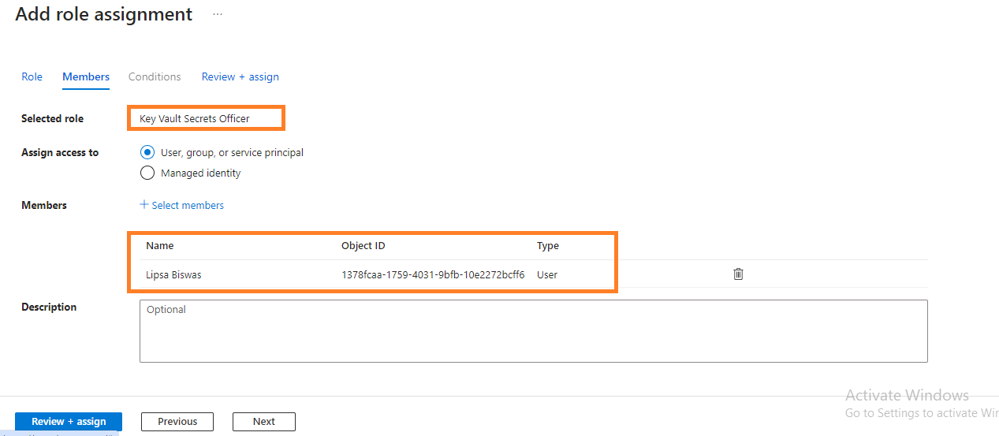 Add role assignment ...
Role Members Conditions Review + assign
Selected role Key Vault Secrets Officer
Assign access to User, group, or service principal
Managed identity
Members + Select members
Name Object ID Type
Lipsa Biswas 1378fcaa-1759-4031-9bfb-10e2272bcff6 User
Description Optional
Activate Windows
Go to Settings to activate Wir
Review + assign Previous Next